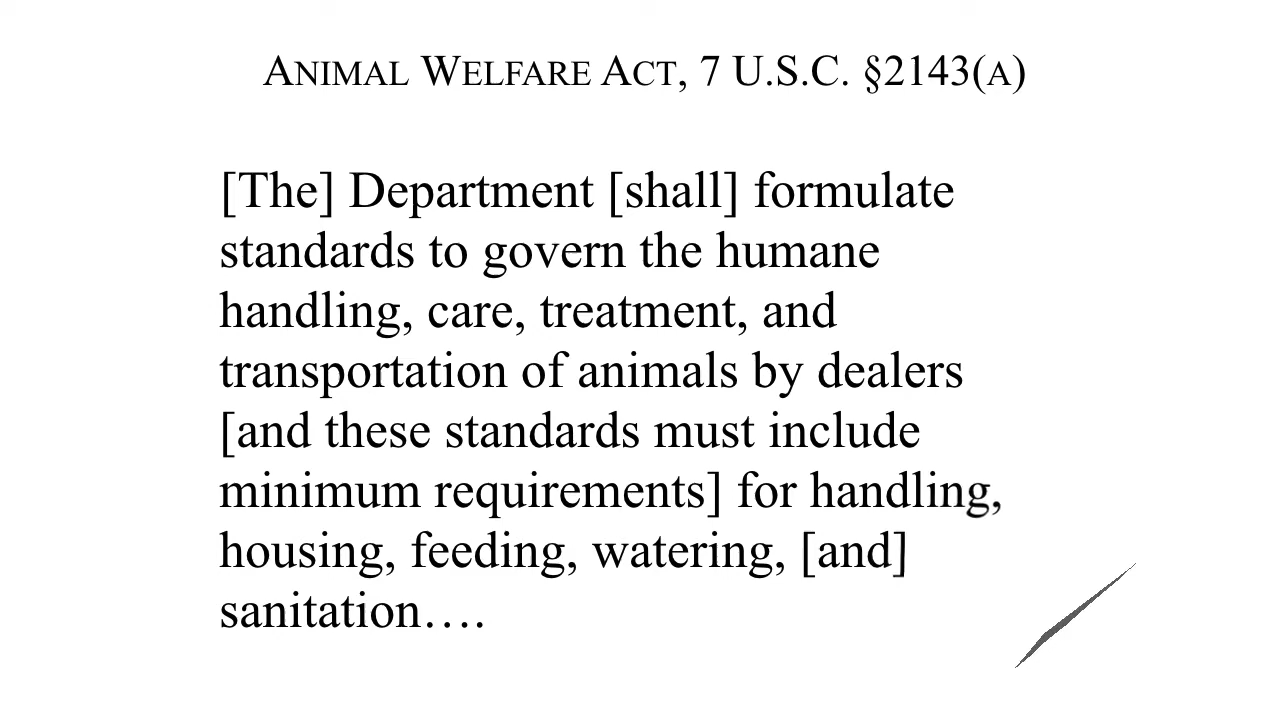 ANIMAL WELFARE ACT, 7 U.S.C. §2143(A)
[The] Department [shall] formulate
standards to govern the humane
handling, care, treatment, and
transportation of animals by dealers
[and these standards must include
minimum requirements] for handling,
housing, feeding, watering, [and]
sanitation….